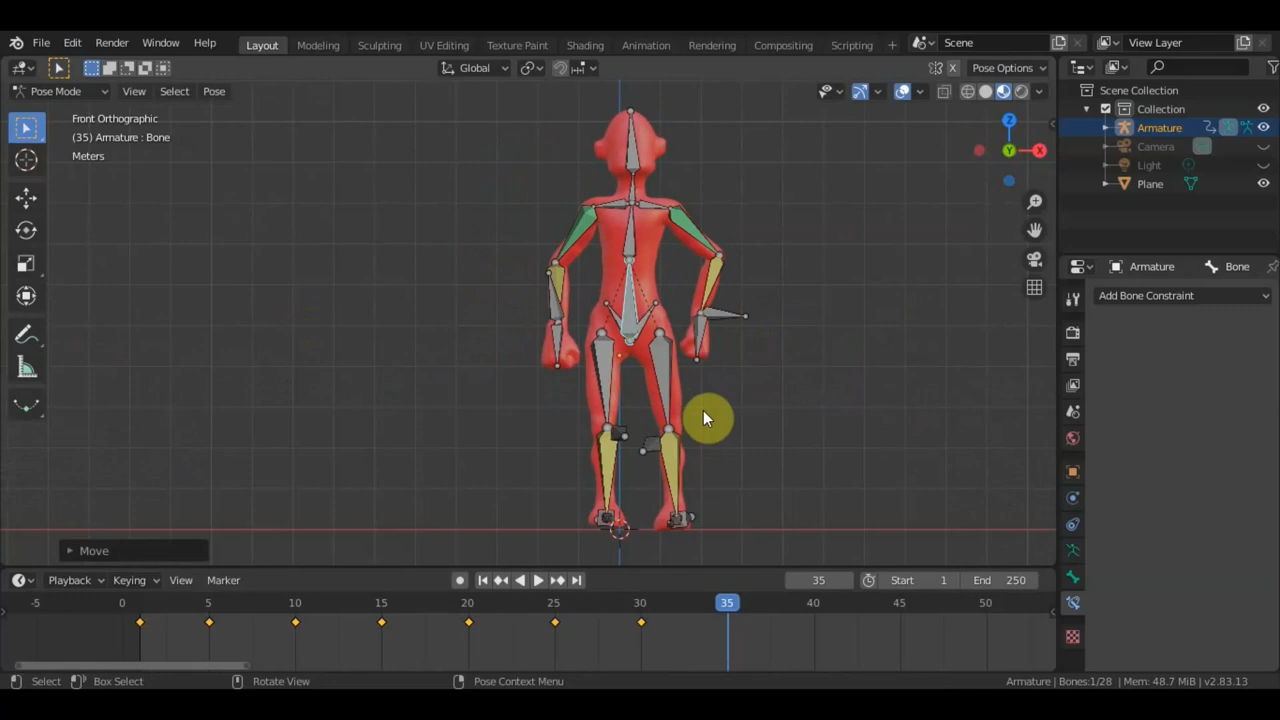 File Edit Render Window Help Layout Modeling Sculpting UV Editing Texture Paint Shading Animation Rendering Compositing Scripting + Scene View Layer
Global X Pose Options
Pose Mode View Select Pose
Front Orthographic
(35) Armature : Bone
Meters
Z
Y
X
Scene Collection
Collection
Armature
Camera
Light
Plane
Armature Bone
Add Bone Constraint
Move
Playback Keying View Marker 35 Start 1 End 250
-5 0 5 10 15 20 25 30 35 40 45 50
Select Box Select Rotate View Pose Context Menu Armature | Bones:1/28 | Mem: 48.7 MiB | v2.83.13